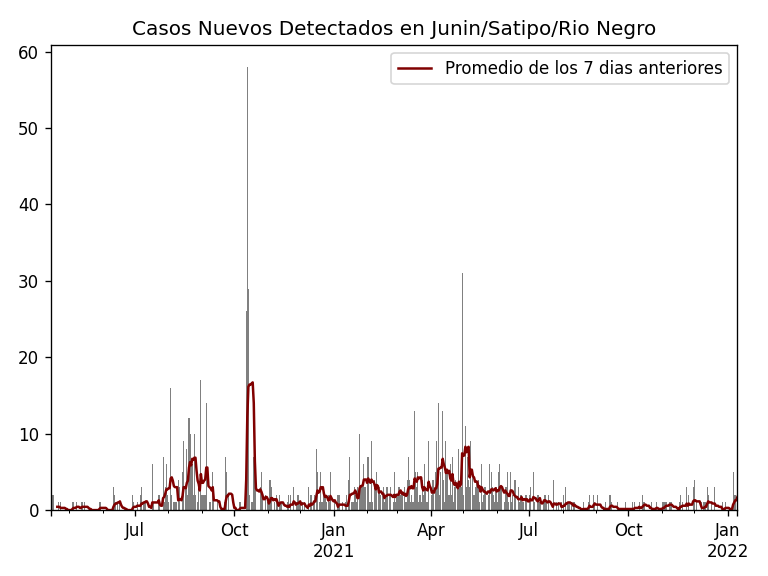 Casos Nuevos Detectados en Junin/Satipo/Rio Negro
Promedio de los 7 dias anteriores
60
50
40
30
20
10
0
Jul Oct Jan Apr Jul Oct Jan
2021 2022